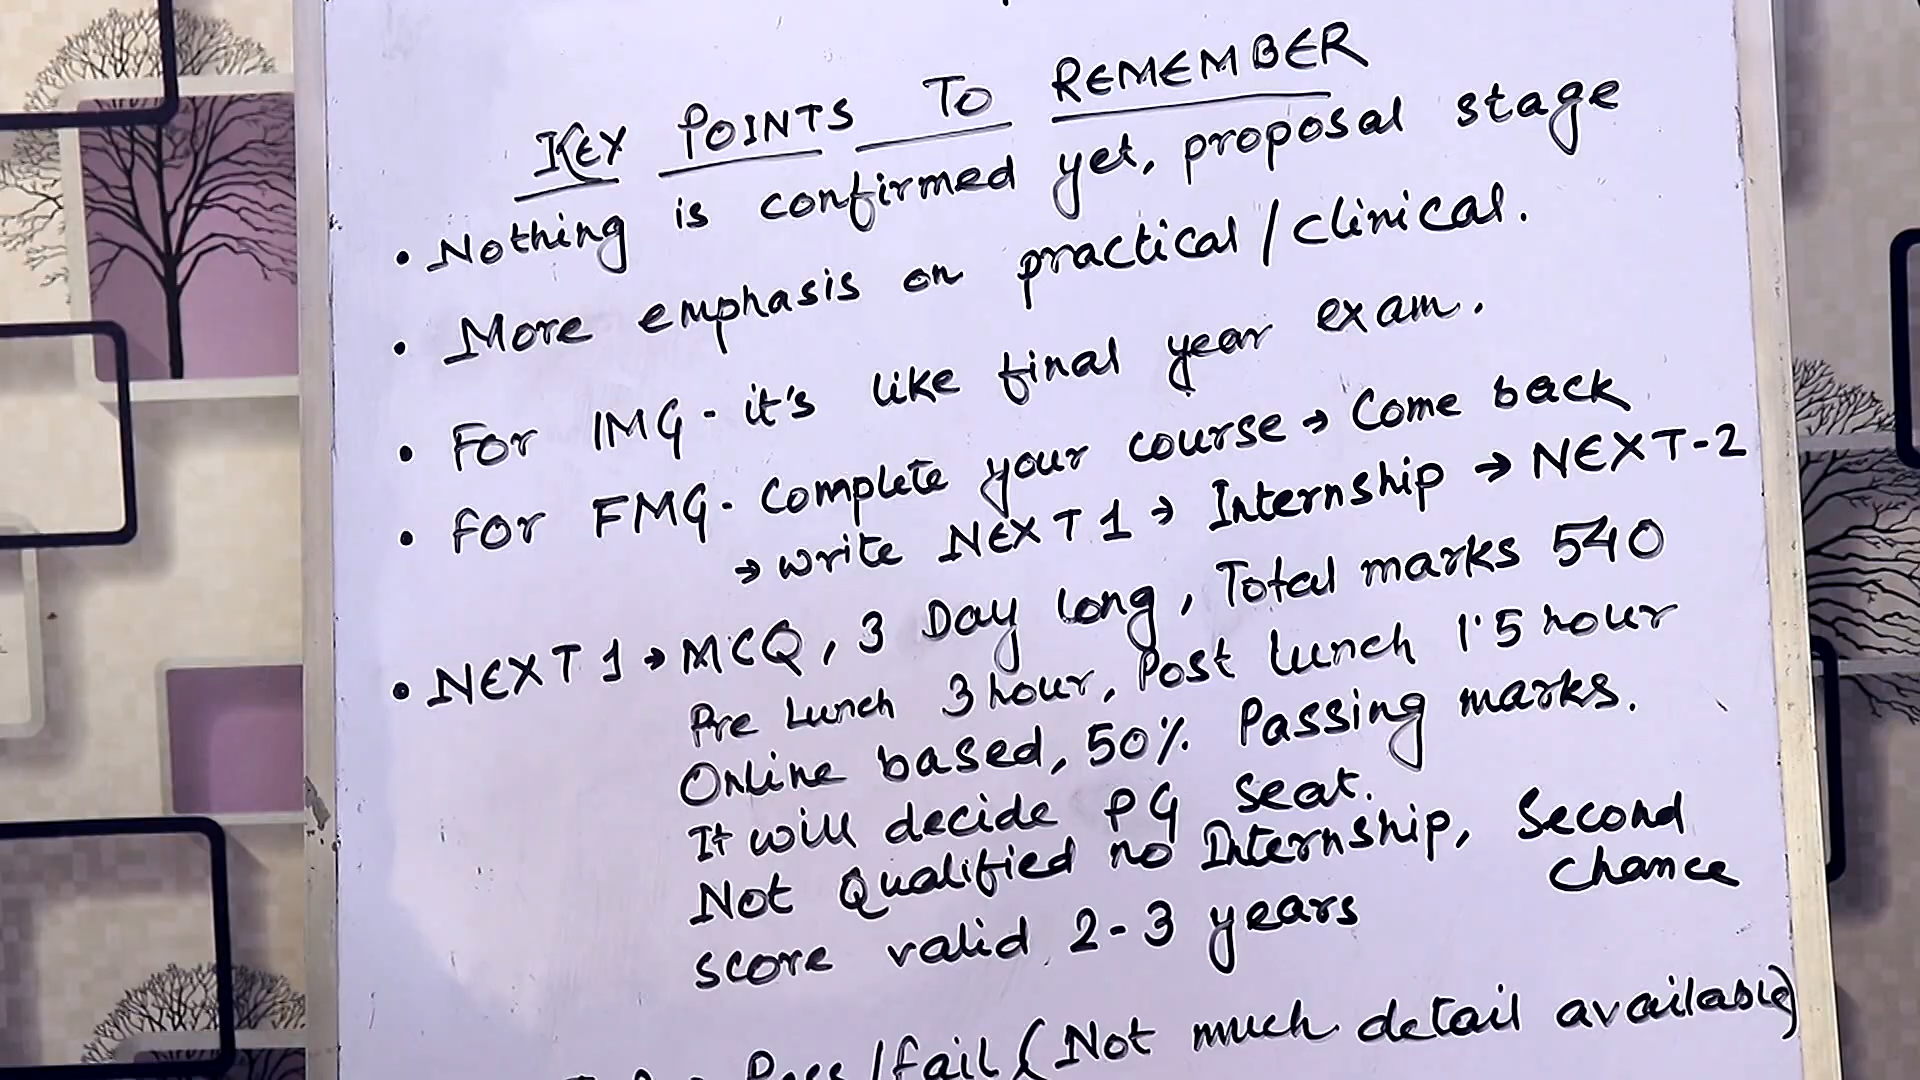 KEY POINTS TO REMEMBER
• Nothing is confirmed yet, proposal stage
• More emphasis on practical/clinical.
• For IMG - it's like final year exam.
• For FMG - Complete your course → Come back
→ write NEXT 1 → Internship → NEXT-2
• NEXT 1 → MCQ, 3 Day long, Total marks 540
Pre Lunch 3 hour, Post lunch 1.5 hour
Online based, 50% Passing marks.
It will decide PG seat.
Not Qualified no Internship, Second
chance
score valid 2-3 years
Pass/fail (Not much detail available)